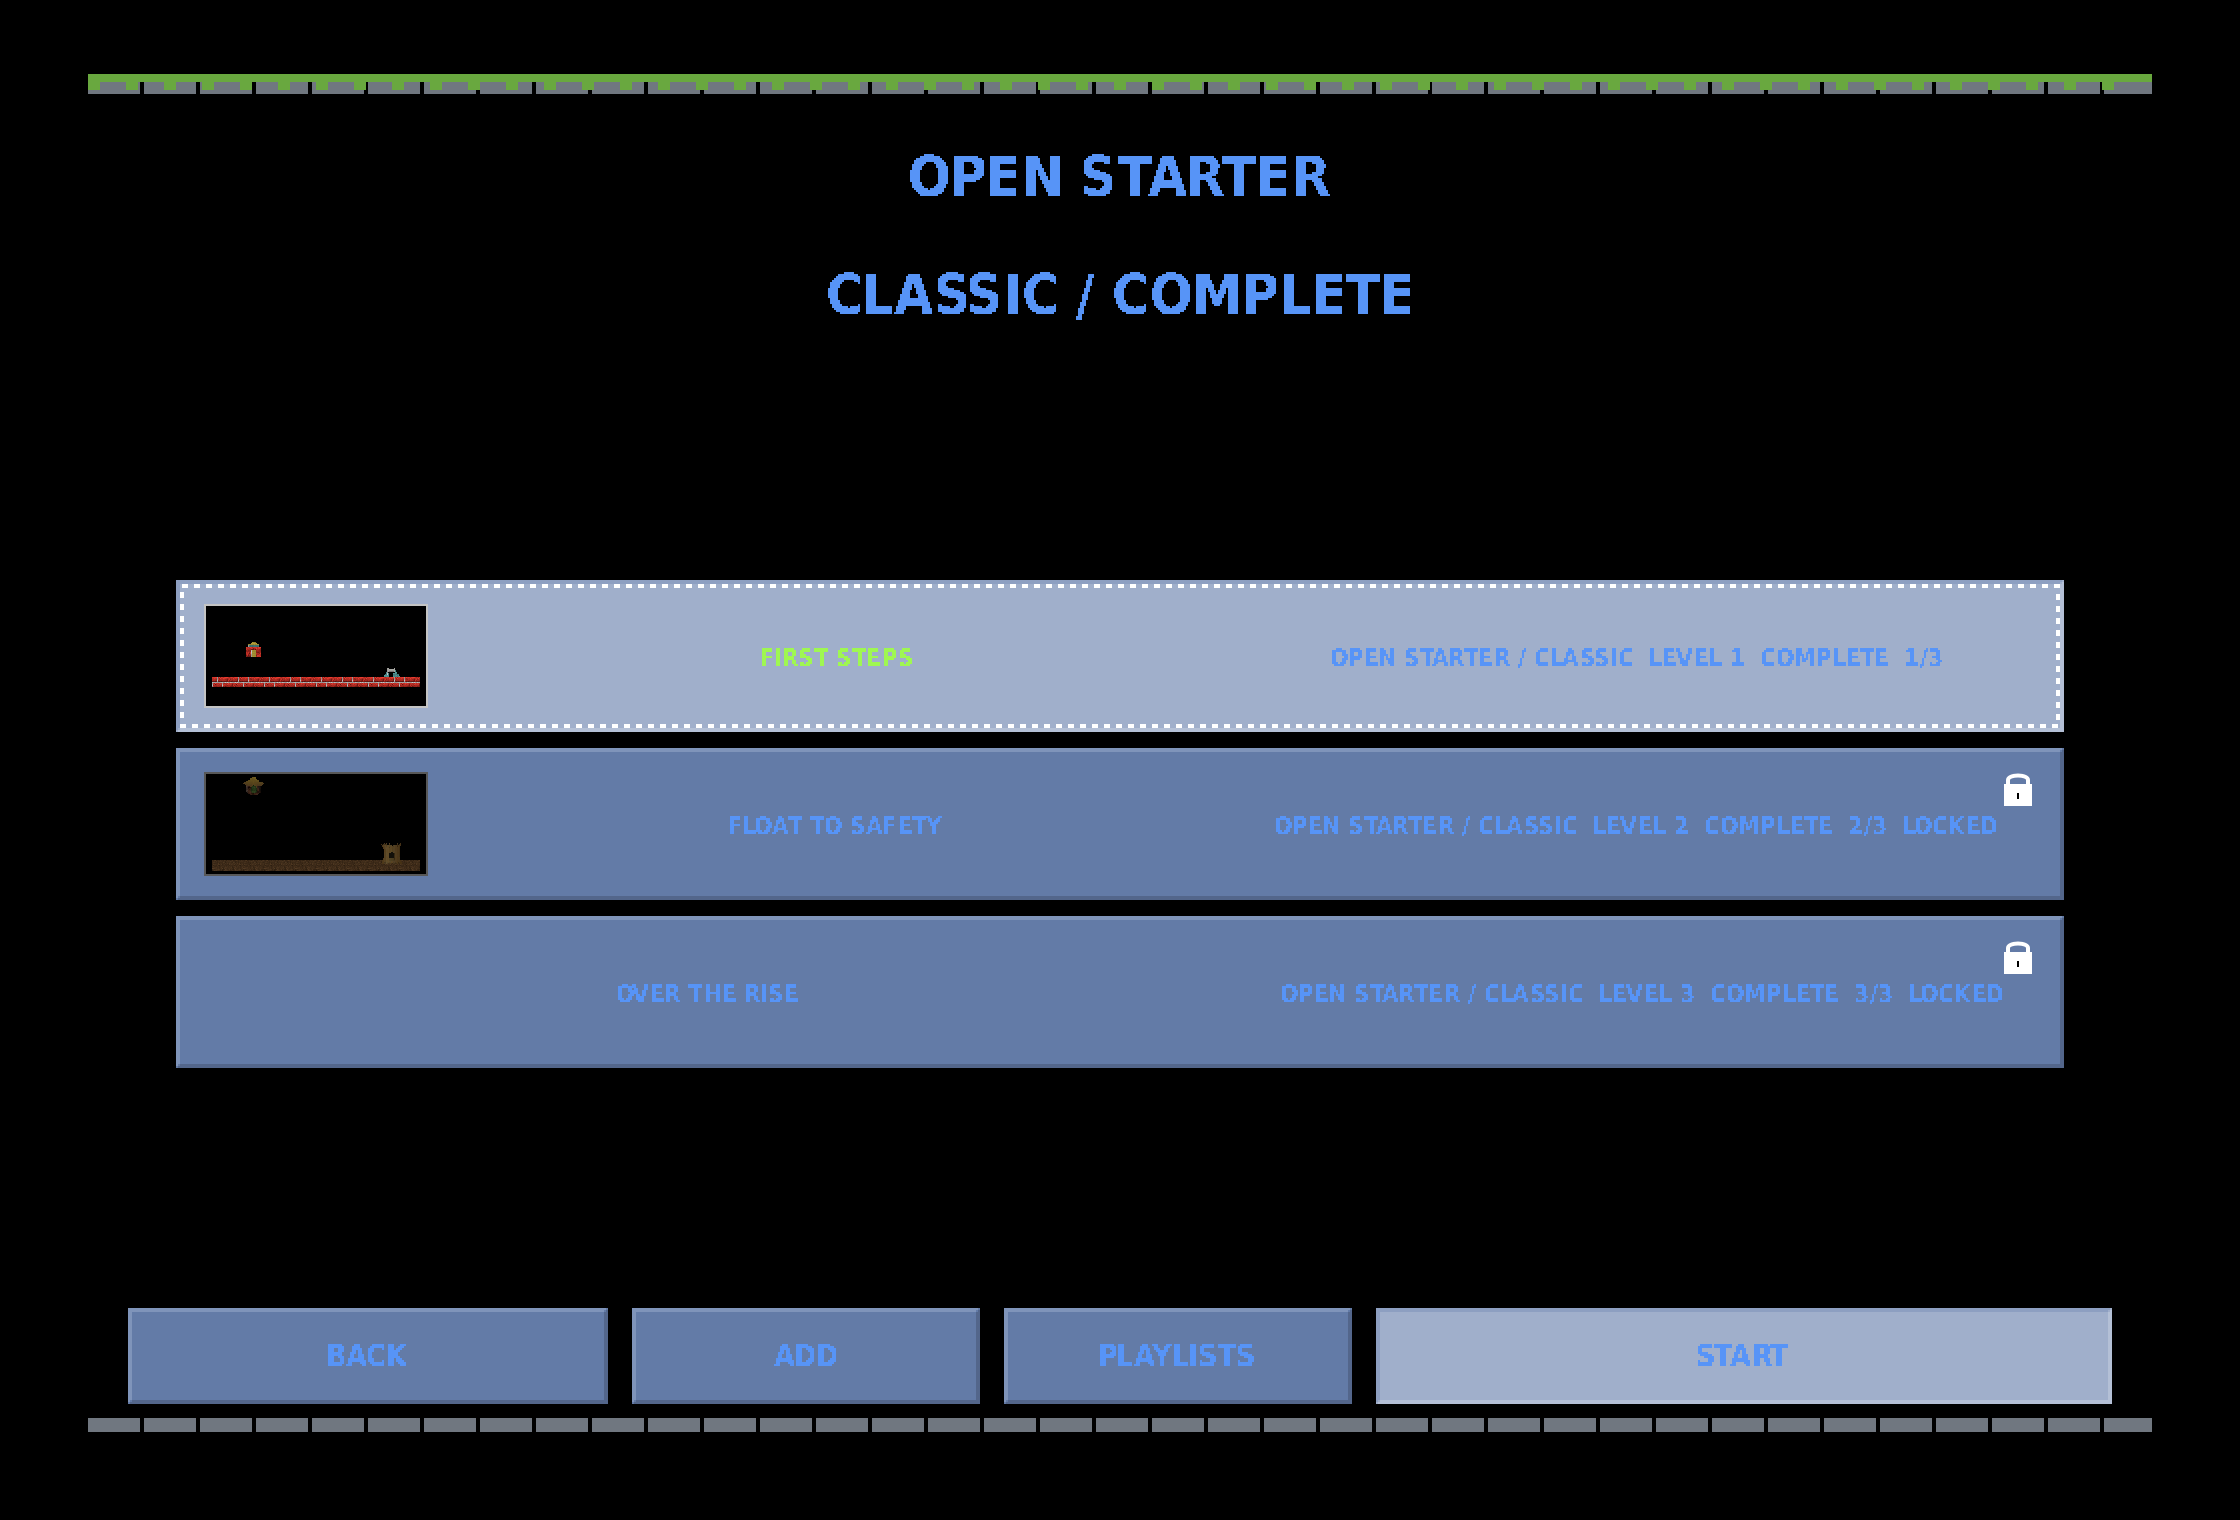 OPEN STARTER
CLASSIC / COMPLETE
FIRST STEPS OPEN STARTER / CLASSIC LEVEL 1 COMPLETE 1/3
FLOAT TO SAFETY OPEN STARTER / CLASSIC LEVEL 2 COMPLETE 2/3 LOCKED
OVER THE RISE OPEN STARTER / CLASSIC LEVEL 3 COMPLETE 3/3 LOCKED
BACK ADD PLAYLISTS START